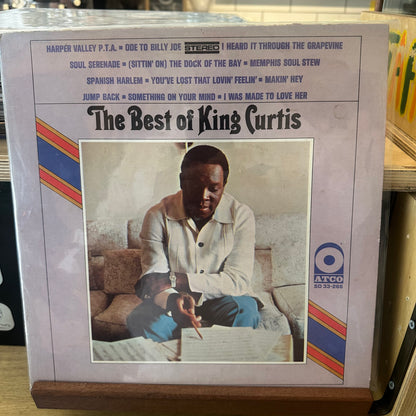 HARPER VALLEY P.T.A. • ODE TO BILLY JOE STEREO I HEARD IT THROUGH THE GRAPEVINE
SOUL SERENADE • (SITTIN' ON) THE DOCK OF THE BAY • MEMPHIS SOUL STEW
SPANISH HARLEM • YOU'VE LOST THAT LOVIN' FEELIN' • MAKIN' HEY
JUMP BACK • SOMETHING ON YOUR MIND • I WAS MADE TO LOVE HER
The Best of King Curtis
ATCO
SD 33-266